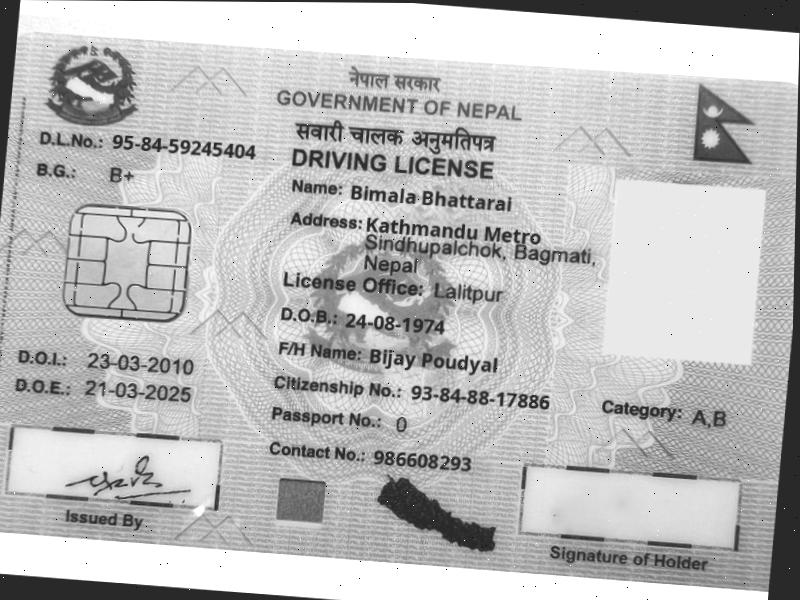 नेपाल सरकार
GOVERNMENT OF NEPAL
सवारी चालक अनुमतिपत्र
DRIVING LICENSE
D.L.No.: 95-84-59245404
B.G.: B+
Name: Bimala Bhattarai
Address: Kathmandu Metro
Sindhupalchok, Bagmati,
Nepal
License Office: Lalitpur
D.O.B.: 24-08-1974
F/H Name: Bijay Poudyal
D.O.I.: 23-03-2010
D.O.E.: 21-03-2025
Citizenship No.: 93-84-88-17886
Category: A,B
Passport No.: 0
Contact No.: 986608293
Issued By
Signature of Holder